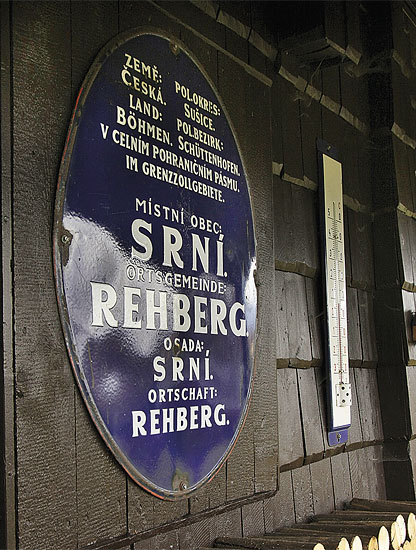 ZEMĚ: POLOKRES:
ČESKÁ. SUŠICE.
LAND: POLBEZIRK:
BÖHMEN. SCHÜTTENHOFEN.
V CELNÍM POHRANIČNÍM PÁSMU.
IM GRENZZOLLGEBIETE.
MÍSTNÍ OBEC:
SRNÍ.
ORTSGEMEINDE:
REHBERG.
OSADA:
SRNÍ.
ORTSCHAFT:
REHBERG.